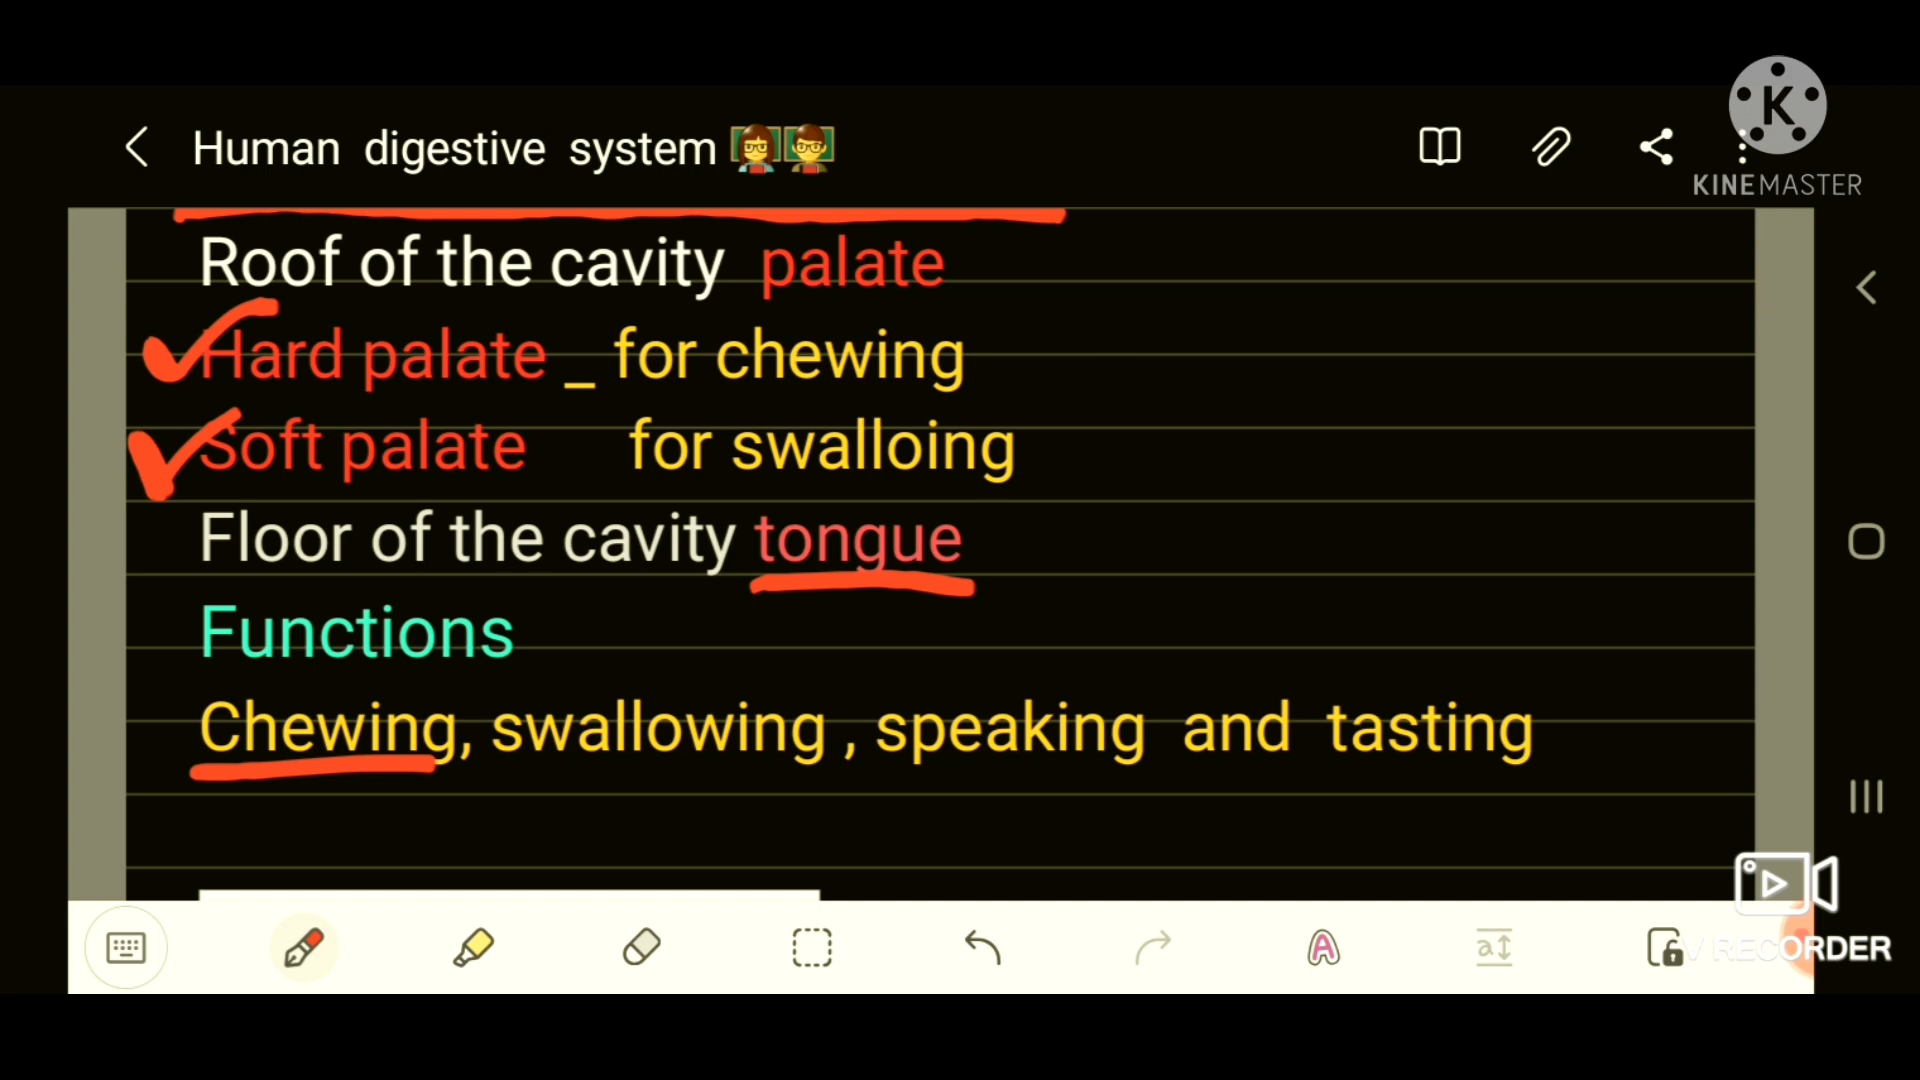 Human digestive system
KINEMASTER
Roof of the cavity palate
Hard palate _ for chewing
Soft palate for swalloing
Floor of the cavity tongue
Functions
Chewing, swallowing , speaking and tasting
V RECORDER